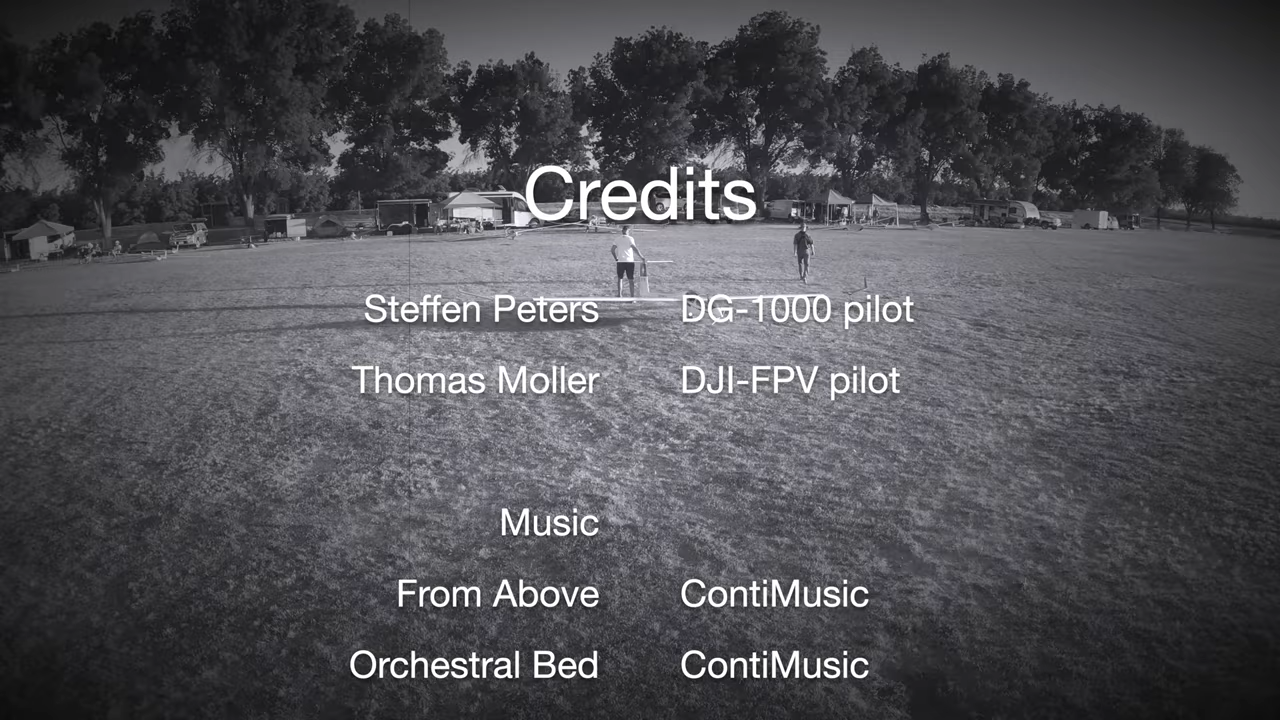 Credits
Steffen Peters DG-1000 pilot
Thomas Moller DJI-FPV pilot
Music
From Above ContiMusic
Orchestral Bed ContiMusic